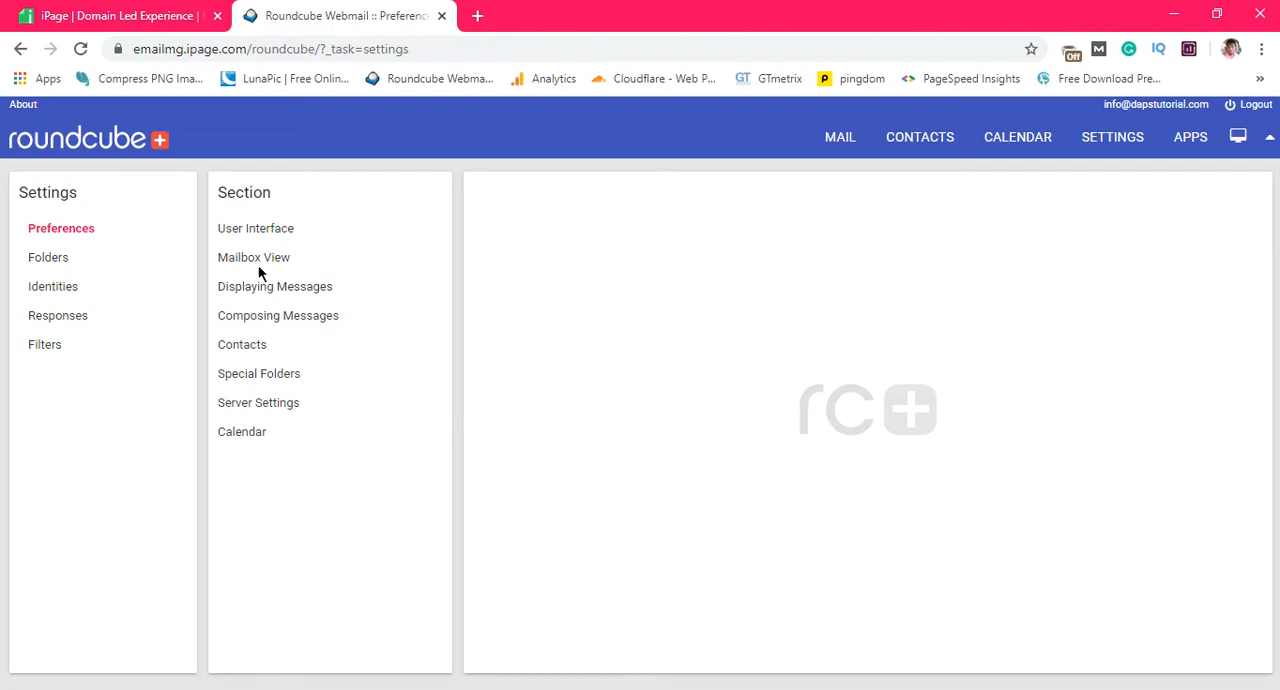 iPage | Domain Led Experience |
Roundcube Webmail :: Preferenc
emailmg.ipage.com/roundcube/?_task=settings
Off
M
G
IQ
Apps
Compress PNG Ima...
LunaPic | Free Onlin...
Roundcube Webma...
Analytics
Cloudflare - Web P...
GT
GTmetrix
p
pingdom
PageSpeed Insights
Free Download Pre...
»
About
info@dapstutorial.com
Logout
roundcube+
MAIL
CONTACTS
CALENDAR
SETTINGS
APPS
Settings
Preferences
Folders
Identities
Responses
Filters
Section
User Interface
Mailbox View
Displaying Messages
Composing Messages
Contacts
Special Folders
Server Settings
Calendar
rc+